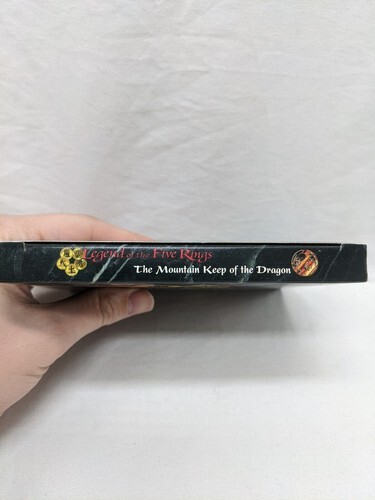 Legend of the Five Rings
The Mountain Keep of the Dragon